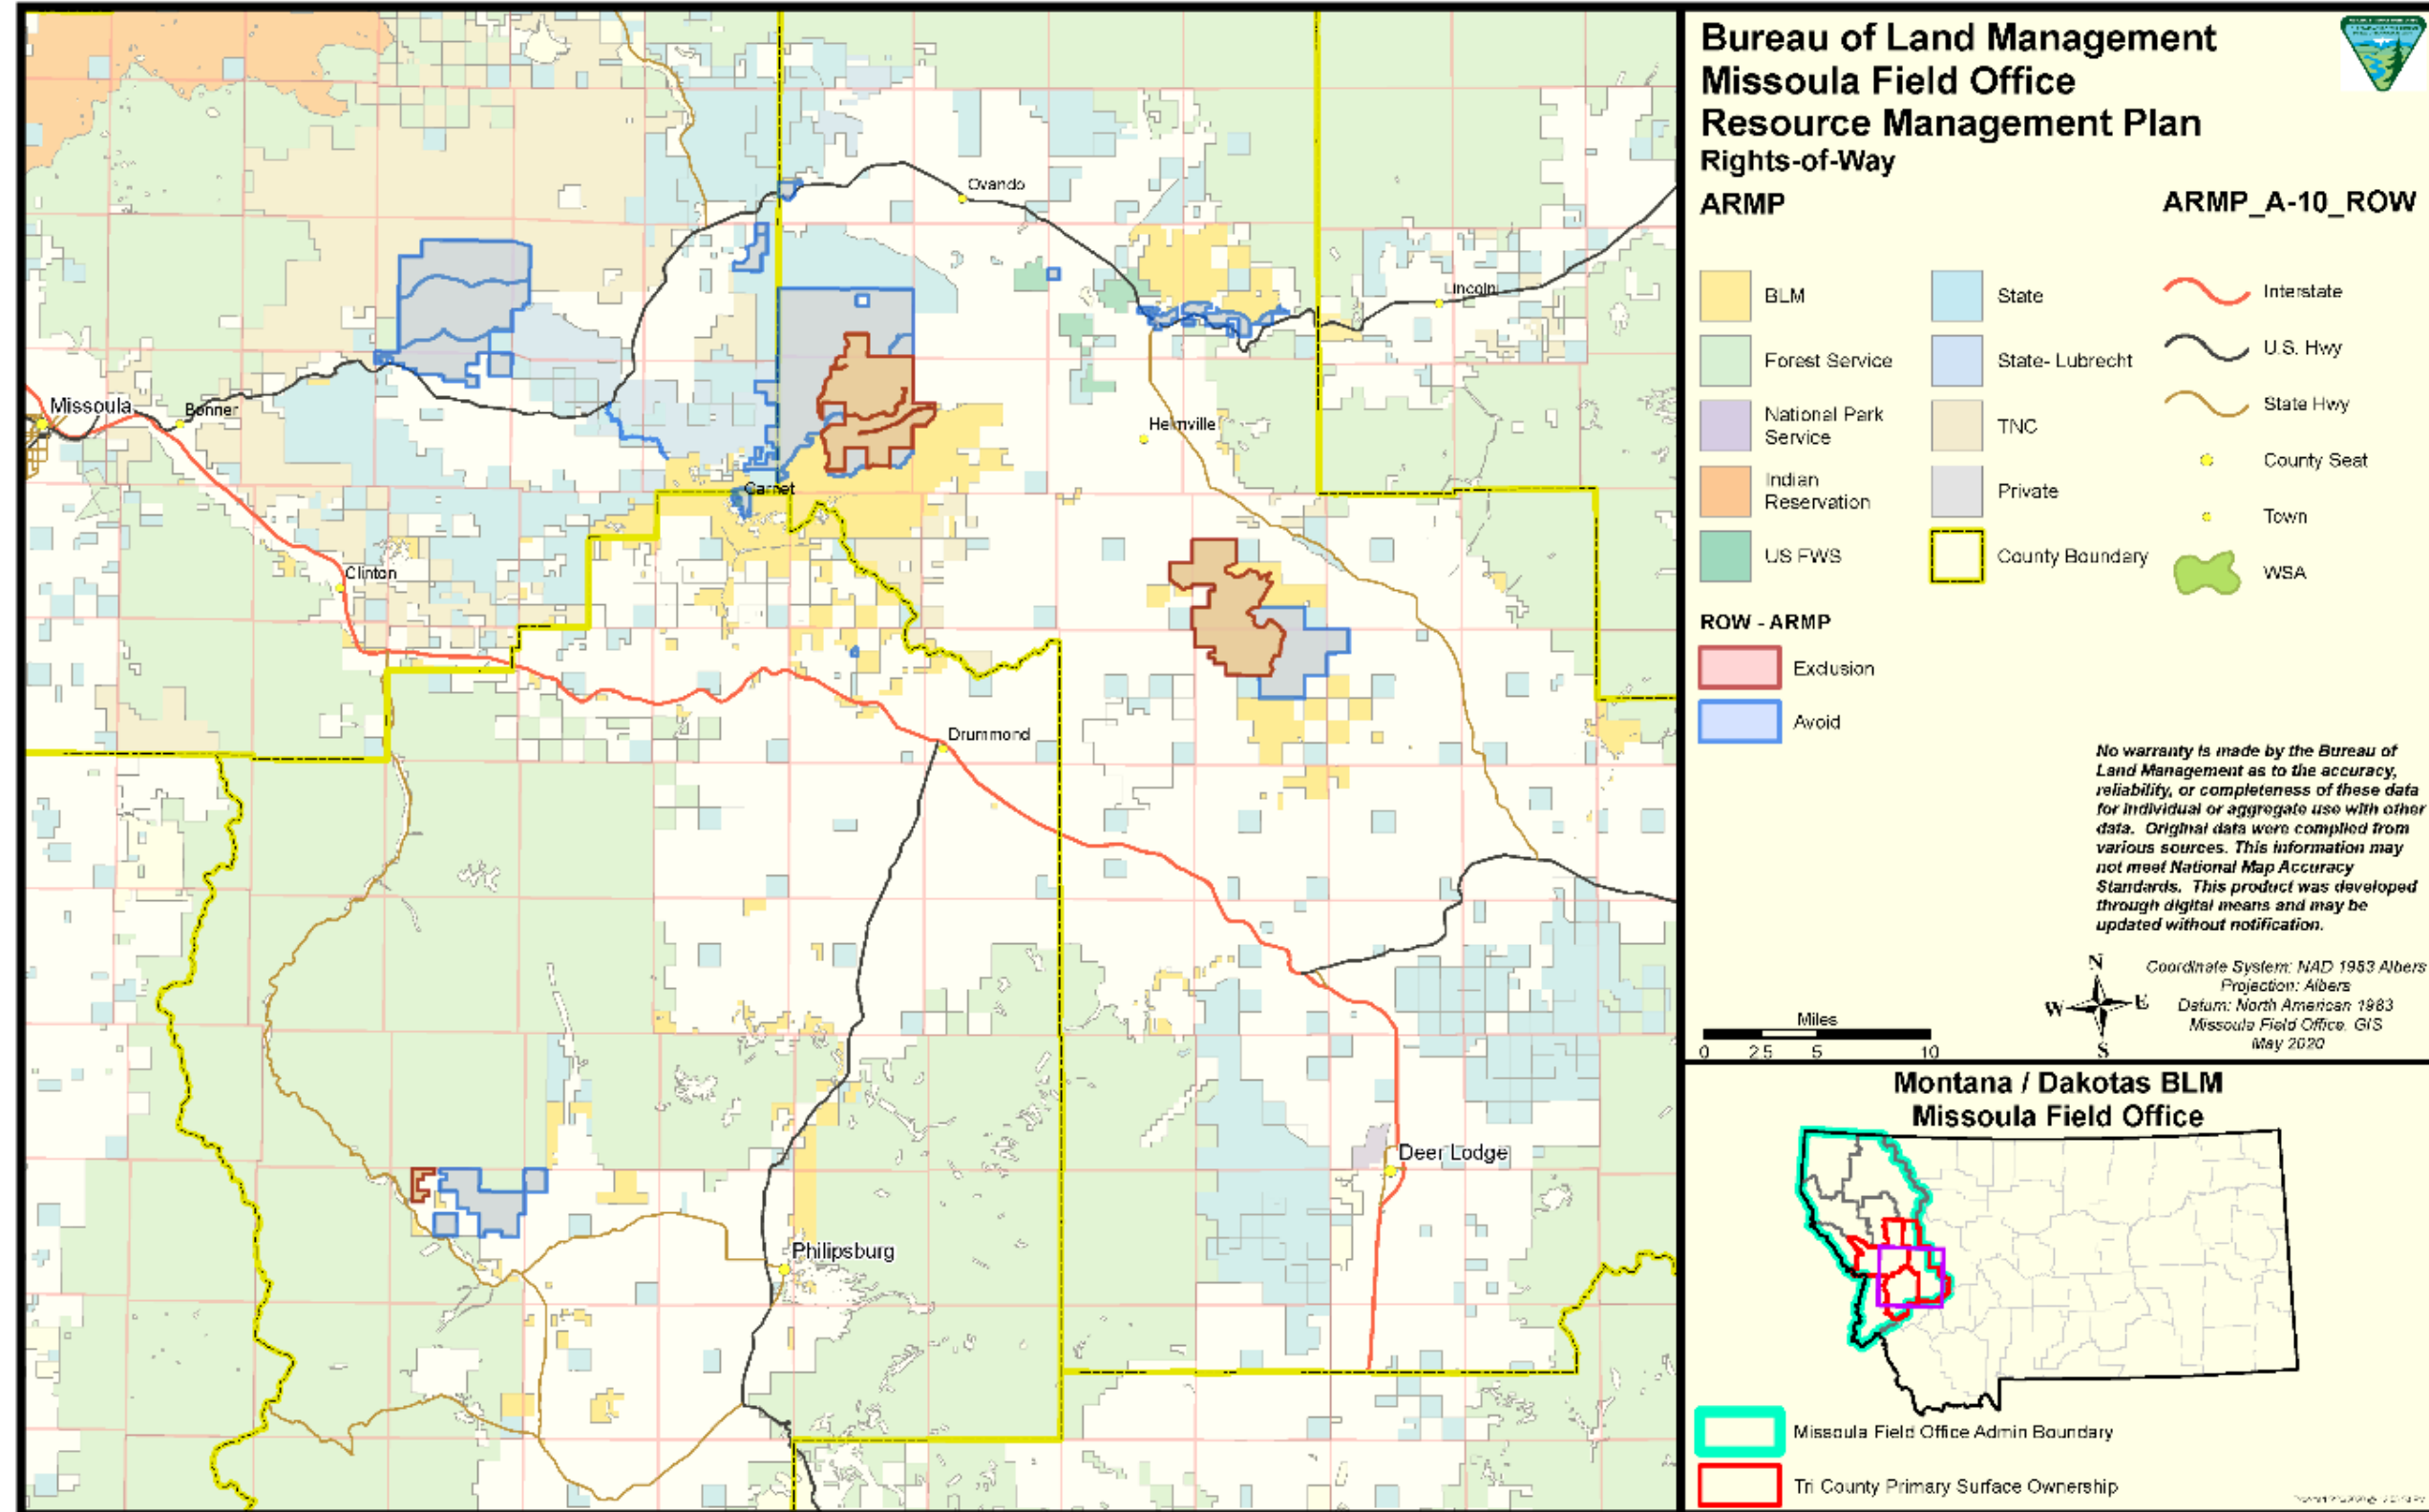 Bureau of Land Management
Missoula Field Office
Resource Management Plan
Rights-of-Way
ARMP
ARMP_A-10_ROW
BLM
Forest Service
National Park
Service
Indian
Reservation
US FWS
State
State- Lubrecht
TNC
Private
County Boundary
Interstate
U.S. Hwy
State Hwy
County Seat
Town
WSA
ROW - ARMP
Exclusion
Avoid
No warranty is made by the Bureau of
Land Management as to the accuracy,
reliability, or completeness of these data
for individual or aggregate use with other
data. Original data were compiled from
various sources. This information may
not meet National Map Accuracy
Standards. This product was developed
through digital means and may be
updated without notification.
Coordinate System: NAD 1983 Albers
Projection: Albers
Datum: North American 1983
Missoula Field Office, GIS
May 2020
N
W E
S
Miles
0 2.5 5 10
Montana / Dakotas BLM
Missoula Field Office
Missoula Field Office Admin Boundary
Tri County Primary Surface Ownership
Ovando
Lincoln
Missoula
Bonner
Helmville
Garnet
Clinton
Drummond
Deer Lodge
Philipsburg